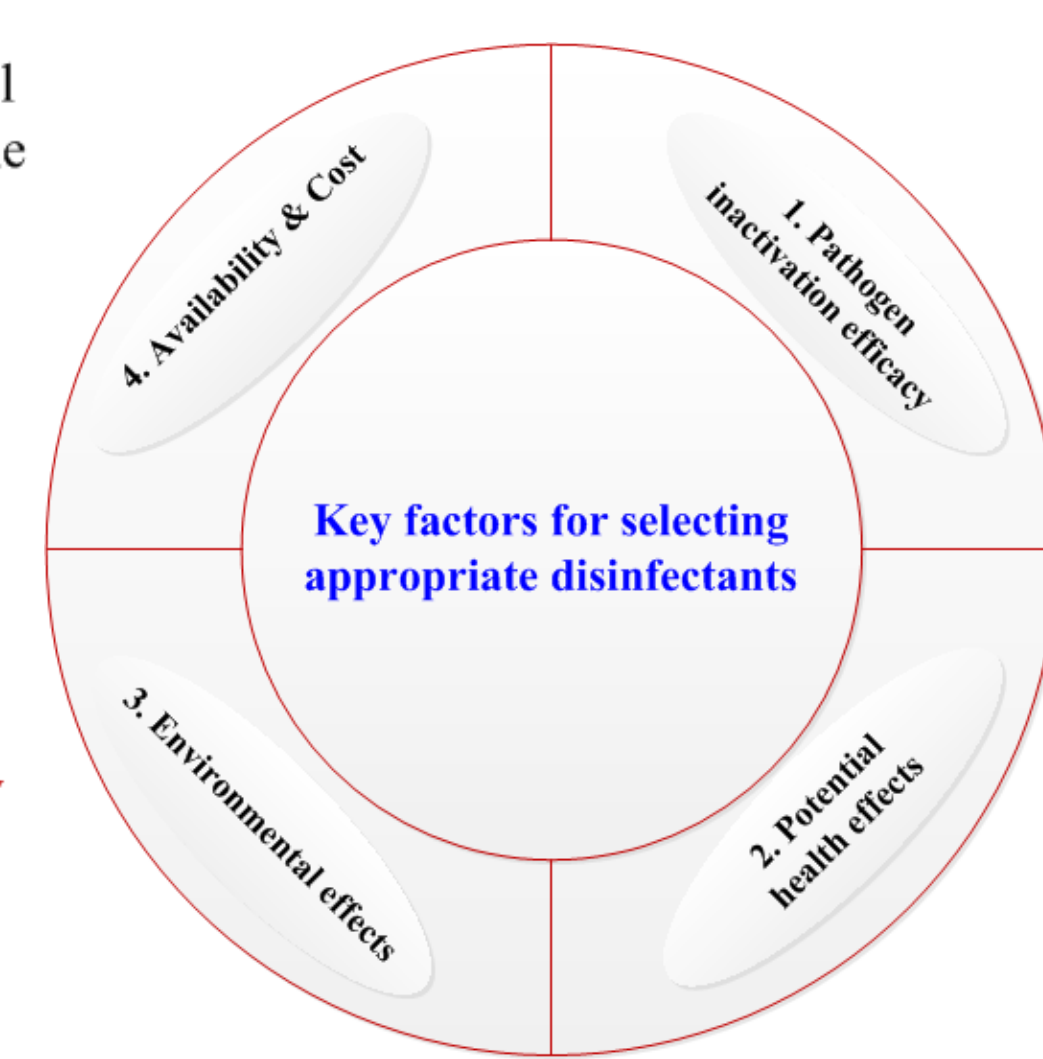 Key factors for selecting
appropriate disinfectants
1. Pathogen
inactivation efficacy
2. Potential
health effects
3. Environmental effects
4. Availability & Cost